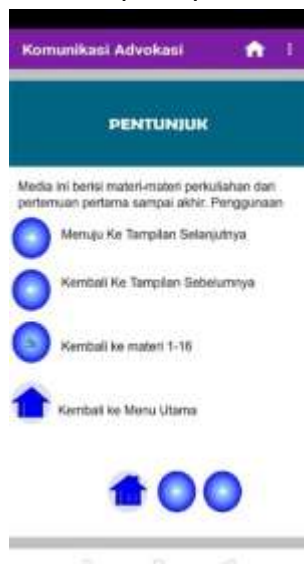 Komunikasi Advokasi
PENTUNJUK
Media ini berisi materi-materi perkuliahan dari
pertemuan pertama sampai akhir. Penggunaan
Menuju Ke Tampilan Selanjutnya
Kembali Ke Tampilan Sebelumnya
Kembali ke materi 1-16
Kembali ke Menu Utama